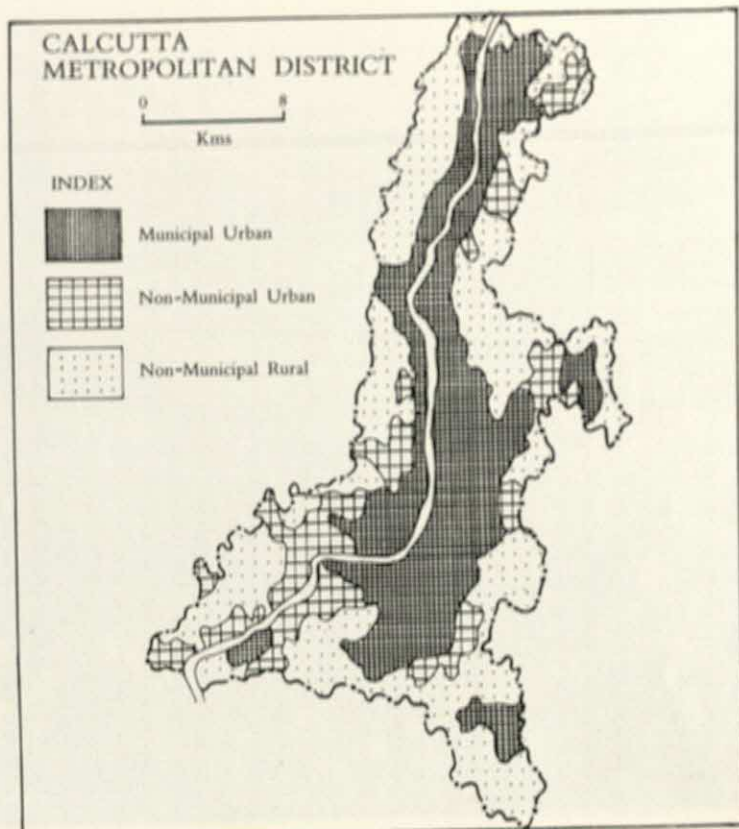 CALCUTTA
METROPOLITAN DISTRICT
0 8
Kms
INDEX
Municipal Urban
Non-Municipal Urban
Non-Municipal Rural